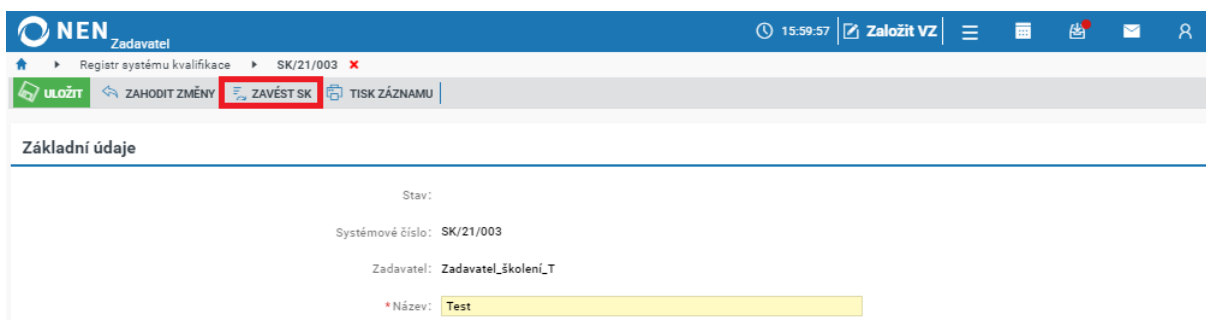 NEN Zadavatel 15:59:57 Založit VZ
Registr systému kvalifikace SK/21/003
ULOŽIT ZAHODIT ZMĚNY ZAVÉST SK TISK ZÁZNAMU
Základní údaje
Stav:
Systémové číslo: SK/21/003
Zadavatel: Zadavatel_školení_T
*Název: Test